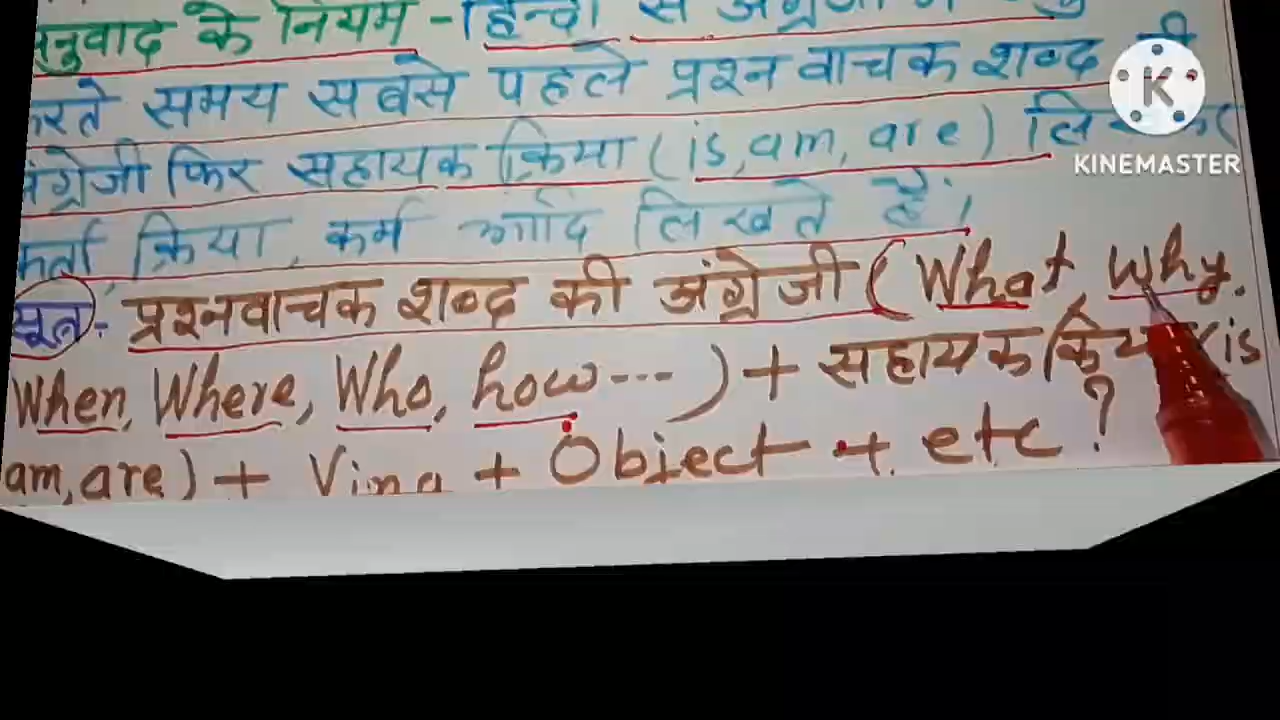 अनुवाद के नियम - हिन्दी से अंग्रेजी में
करते समय सबसे पहले प्रश्न वाचक शब्द की
अंग्रेजी फिर सहायक क्रिया (is, am, are) लिखकर
कर्ता, क्रिया, कर्म आदि लिखते हैं।
सूत्र:- प्रश्नवाचक शब्द की अंग्रेजी (What, Why,
When, Where, Who, how ---) + सहायक क्रिया (is
am, are) + Ving + Object + etc ?
K
KINEMASTER